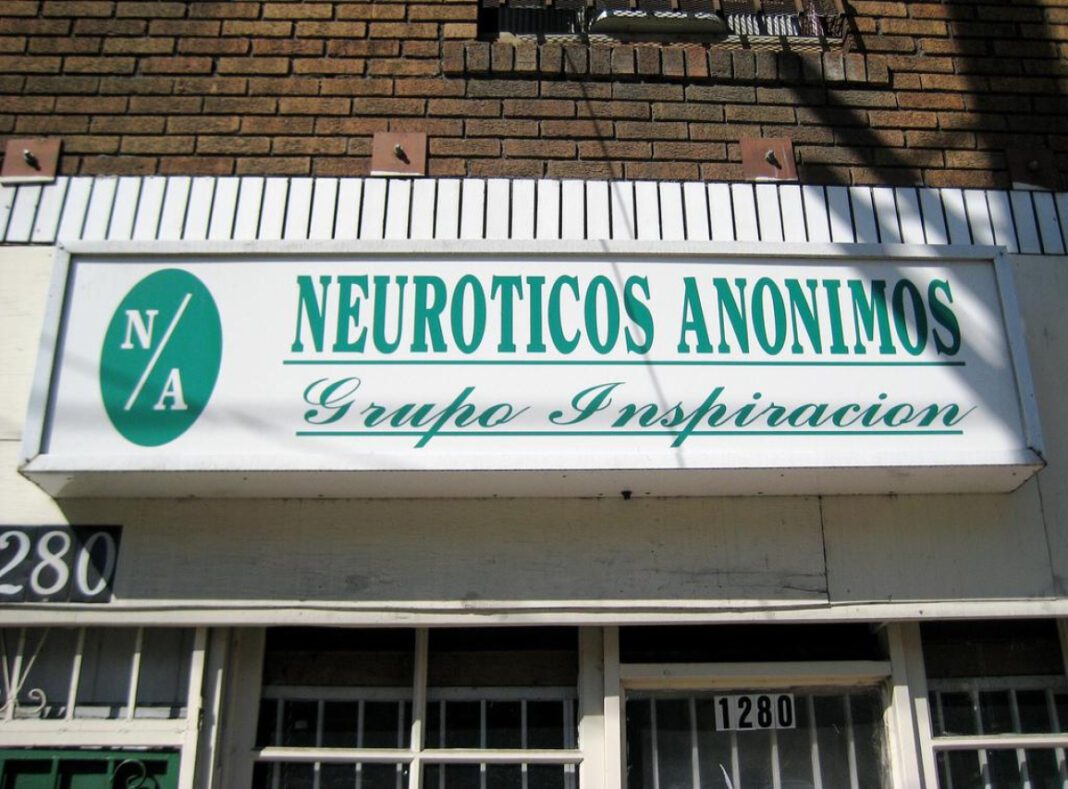 N/A
NEUROTICOS ANONIMOS
Grupo Inspiracion
280
1280